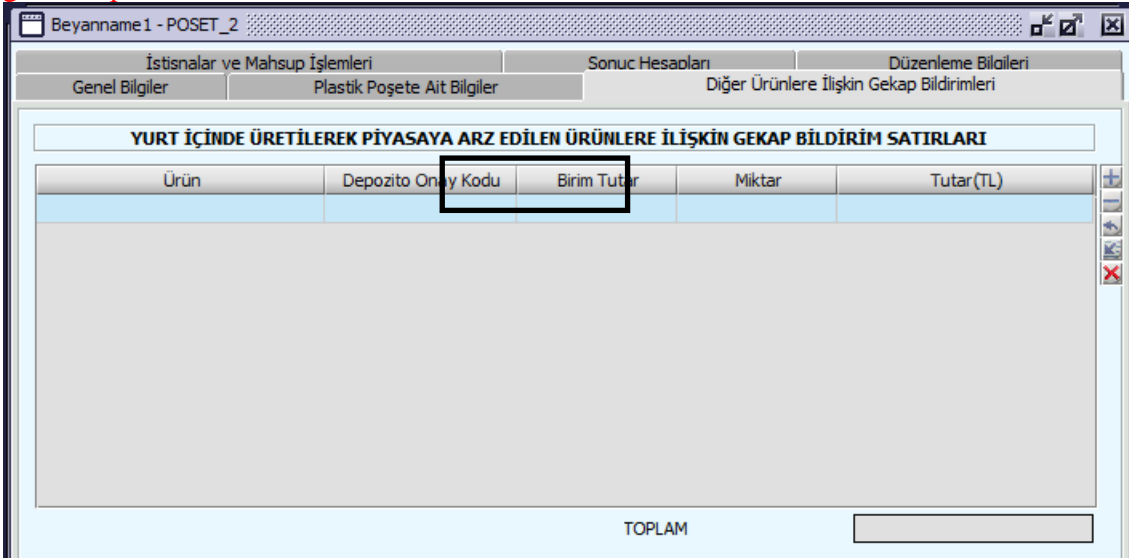 Beyanname1 - POSET_2
İstisnalar ve Mahsup İşlemleri Sonuç Hesapları Düzenleme Bilgileri
Genel Bilgiler Plastik Poşete Ait Bilgiler Diğer Ürünlere İlişkin Gekap Bildirimleri
YURT İÇİNDE ÜRETİLEREK PİYASAYA ARZ EDİLEN ÜRÜNLERE İLİŞKİN GEKAP BİLDİRİM SATIRLARI
Ürün Depozito Onay Kodu Birim Tutar Miktar Tutar(TL)
TOPLAM